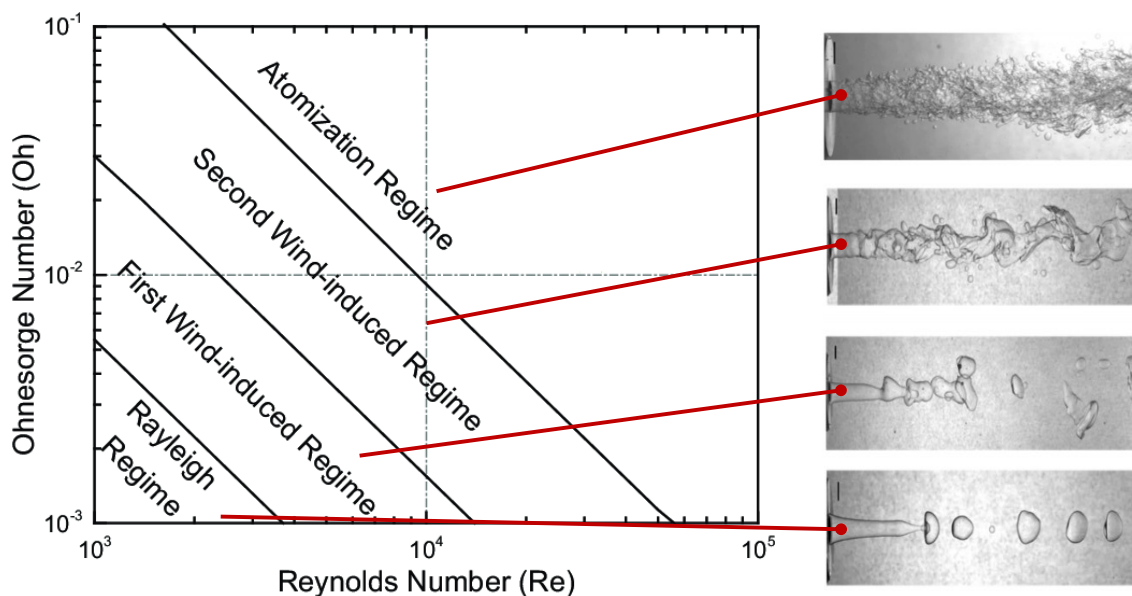 Ohnesorge Number (Oh)
10⁻¹
10⁻²
10⁻³
Atomization Regime
Second Wind-induced Regime
First Wind-induced Regime
Rayleigh
Regime
10³
10⁴
10⁵
Reynolds Number (Re)